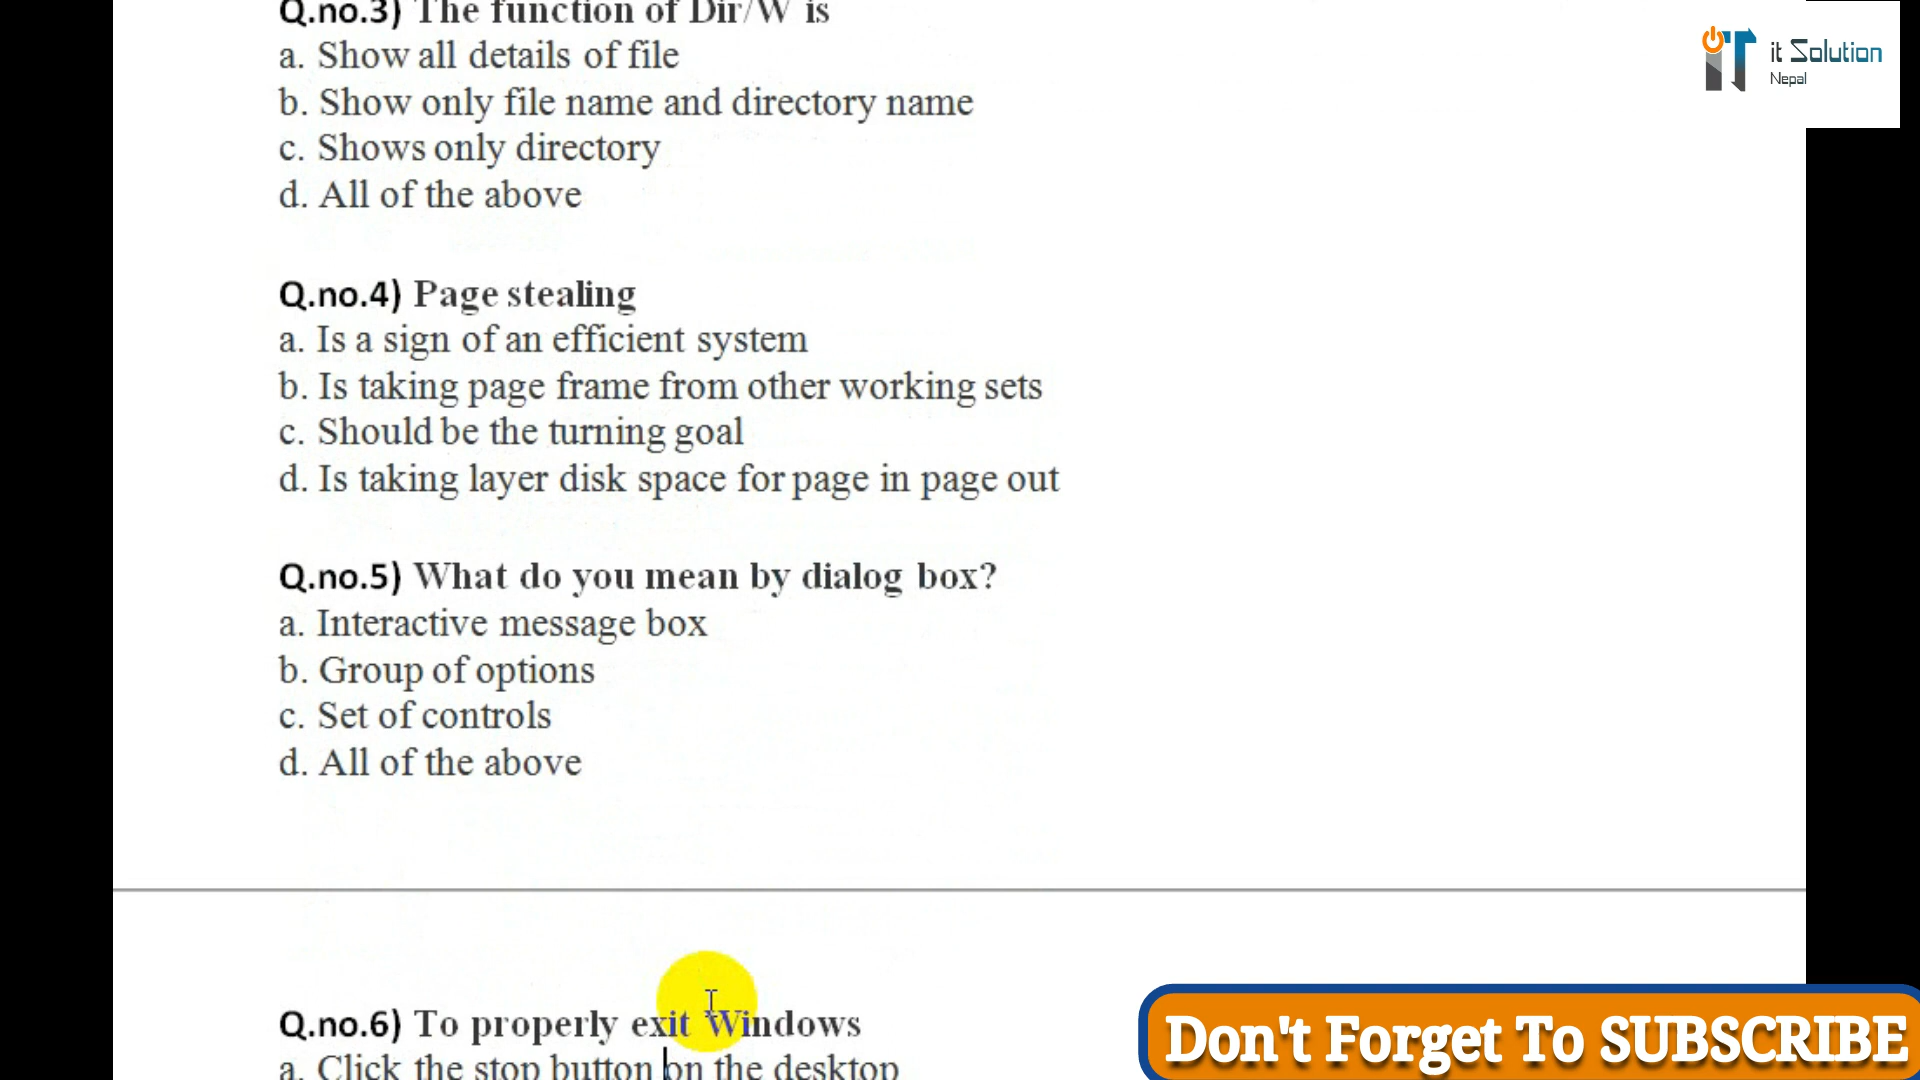 Q.no.3) The function of Dir/W is
a. Show all details of file
b. Show only file name and directory name
c. Shows only directory
d. All of the above
Q.no.4) Page stealing
a. Is a sign of an efficient system
b. Is taking page frame from other working sets
c. Should be the turning goal
d. Is taking layer disk space for page in page out
Q.no.5) What do you mean by dialog box?
a. Interactive message box
b. Group of options
c. Set of controls
d. All of the above
Q.no.6) To properly exit Windows
a. Click the stop button on the desktop
iT it Solution
Nepal
Don't Forget To SUBSCRIBE